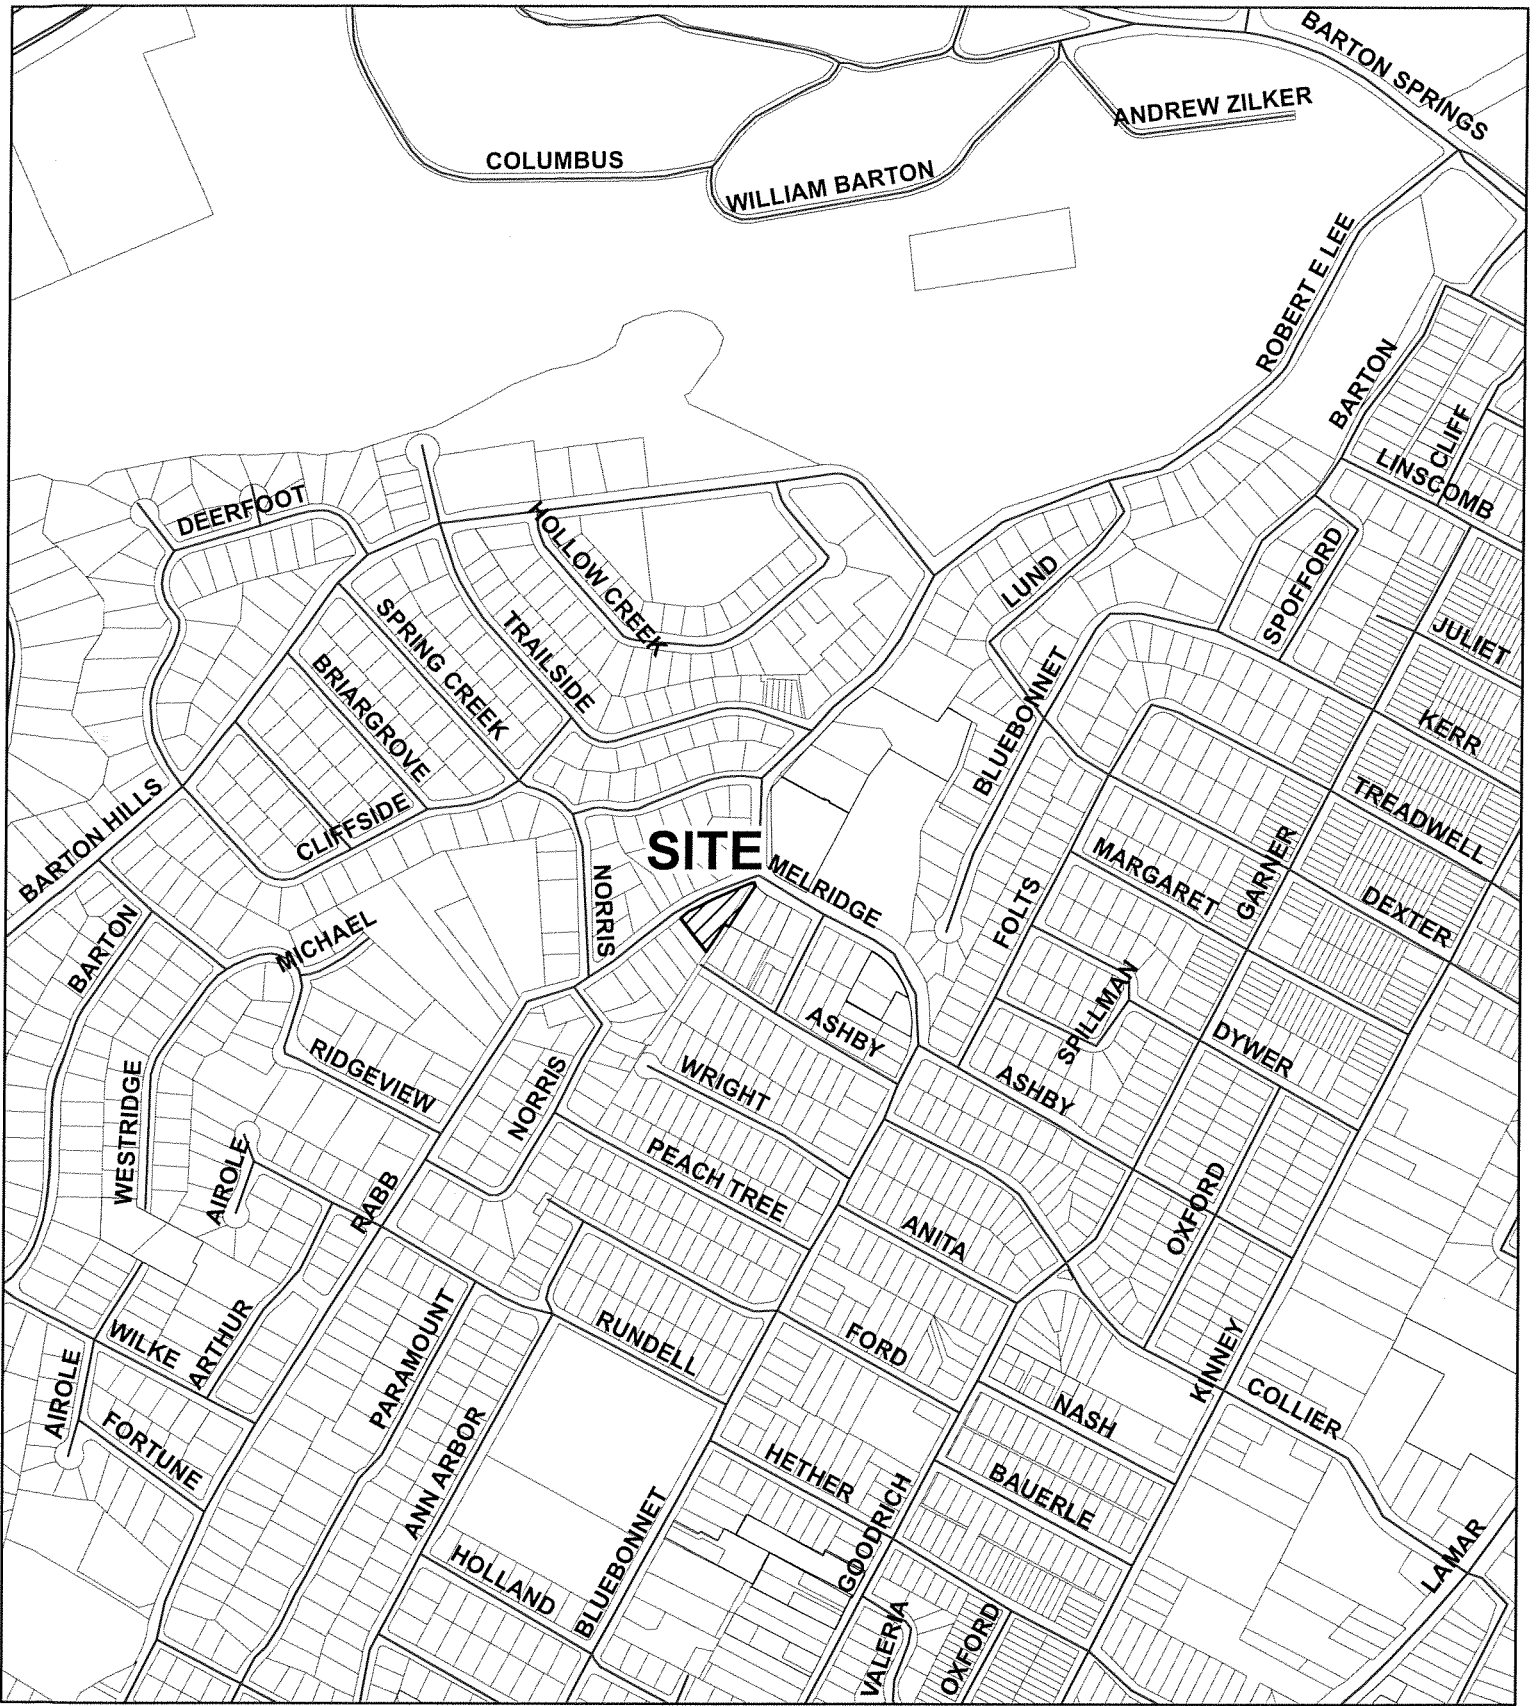 BARTON SPRINGS
ANDREW ZILKER
COLUMBUS
WILLIAM BARTON
ROBERT E LEE
BARTON
CLIFF
LINSCOMB
DEERFOOT
HOLLOW CREEK
LUND
SPOFFORD
SPRING CREEK
TRAILSIDE
JULIET
BRIARGROVE
BLUEBONNET
KERR
BARTON HILLS
CLIFFSIDE
TREADWELL
SITE
MELRIDGE
MARGARET
GARNER
NORRIS
FOLTS
DEXTER
BARTON
MICHAEL
SPILLMAN
ASHBY
DYWER
RIDGEVIEW
WRIGHT
ASHBY
NORRIS
WESTRIDGE
AIROLE
PEACH TREE
RABB
OXFORD
ANITA
WILKE
ARTHUR
PARAMOUNT
RUNDELL
FORD
KINNEY
AIROLE
COLLIER
NASH
FORTUNE
ANN ARBOR
HETHER
BAUERLE
GOODRICH
BLUEBONNET
HOLLAND
LAMAR
VALERIA
OXFORD